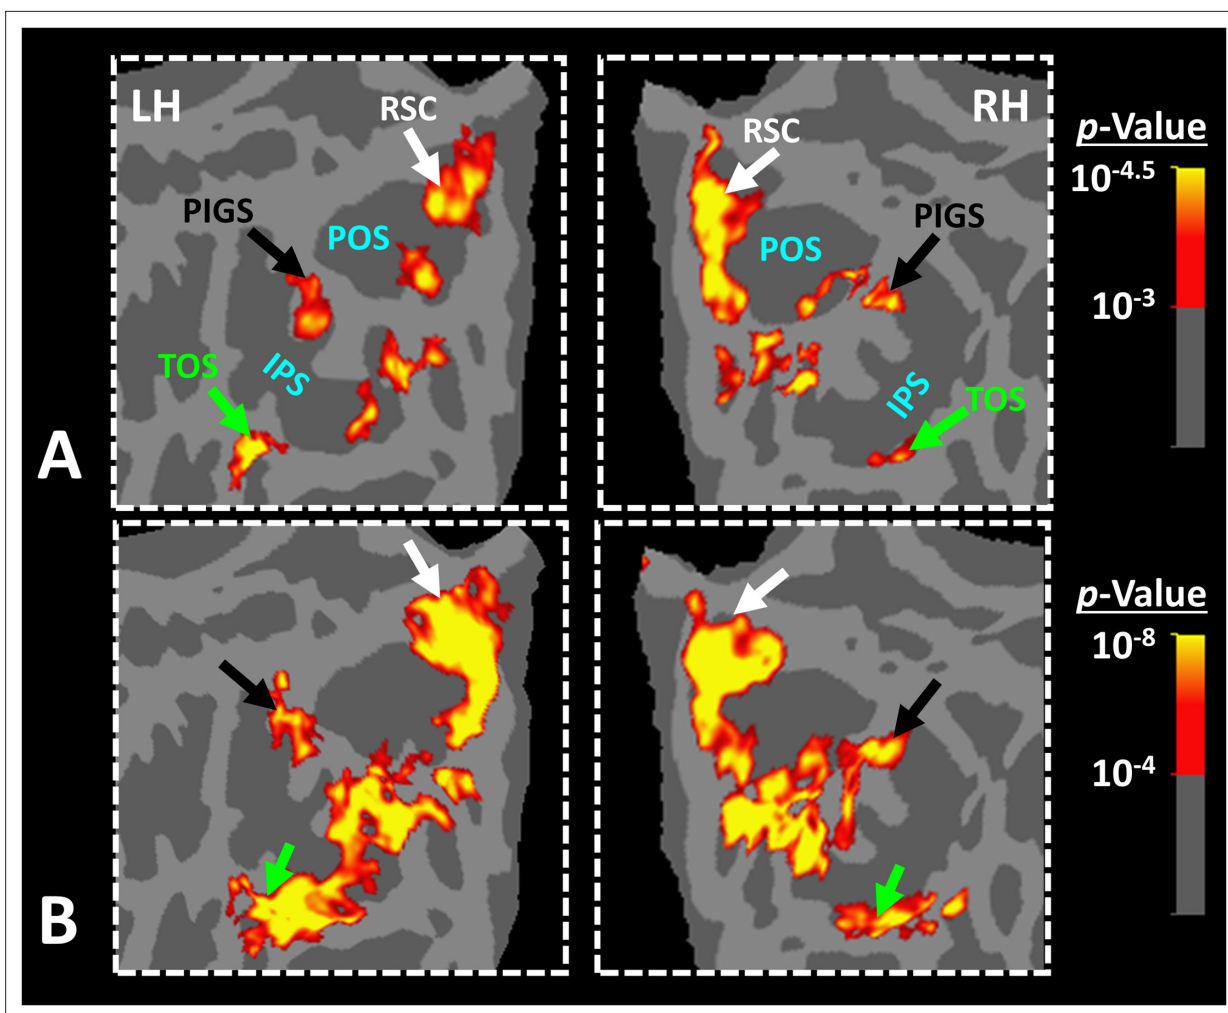 LH
RSC
PIGS
POS
TOS
IPS
RH
RSC
PIGS
POS
IPS
TOS
A
p-Value
10-4.5
10-3
B
p-Value
10-8
10-4